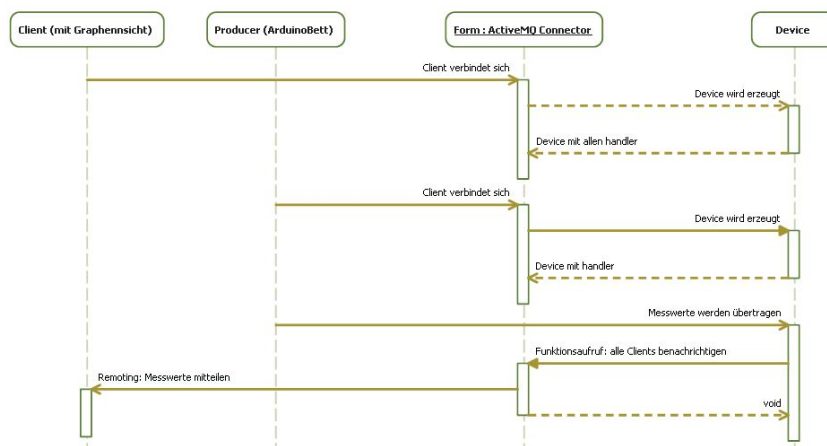 Client (mit Graphennsicht)
Producer (ArduinoBett)
Form : ActiveMQ Connector
Device
Client verbindet sich
Device wird erzeugt
Device mit allen handler
Client verbindet sich
Device wird erzeugt
Device mit handler
Messwerte werden übertragen
Funktionsaufruf: alle Clients benachrichtigen
Remoting: Messwerte mitteilen
void